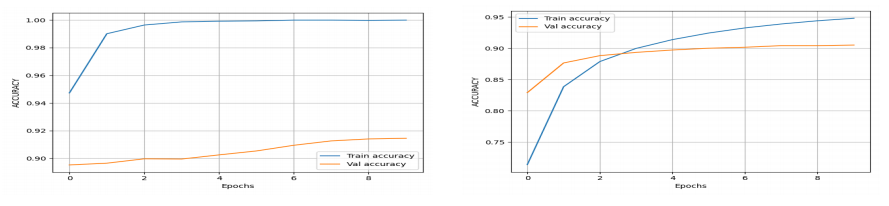 1.00
0.98
0.96
0.94
0.92
0.90
ACCURACY
Train accuracy
Val accuracy
0 2 4 6 8
Epochs
0.95
0.90
0.85
0.80
0.75
ACCURACY
Train accuracy
Val accuracy
0 2 4 6 8
Epochs